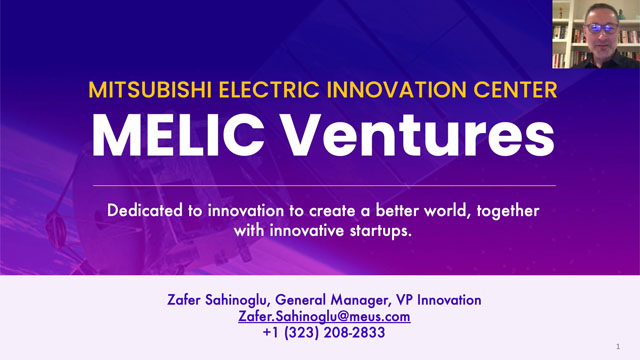 MITSUBISHI ELECTRIC INNOVATION CENTER
MELIC Ventures
Dedicated to innovation to create a better world, together
with innovative startups.
Zafer Sahinoglu, General Manager, VP Innovation
Zafer.Sahinoglu@meus.com
+1 (323) 208-2833
1